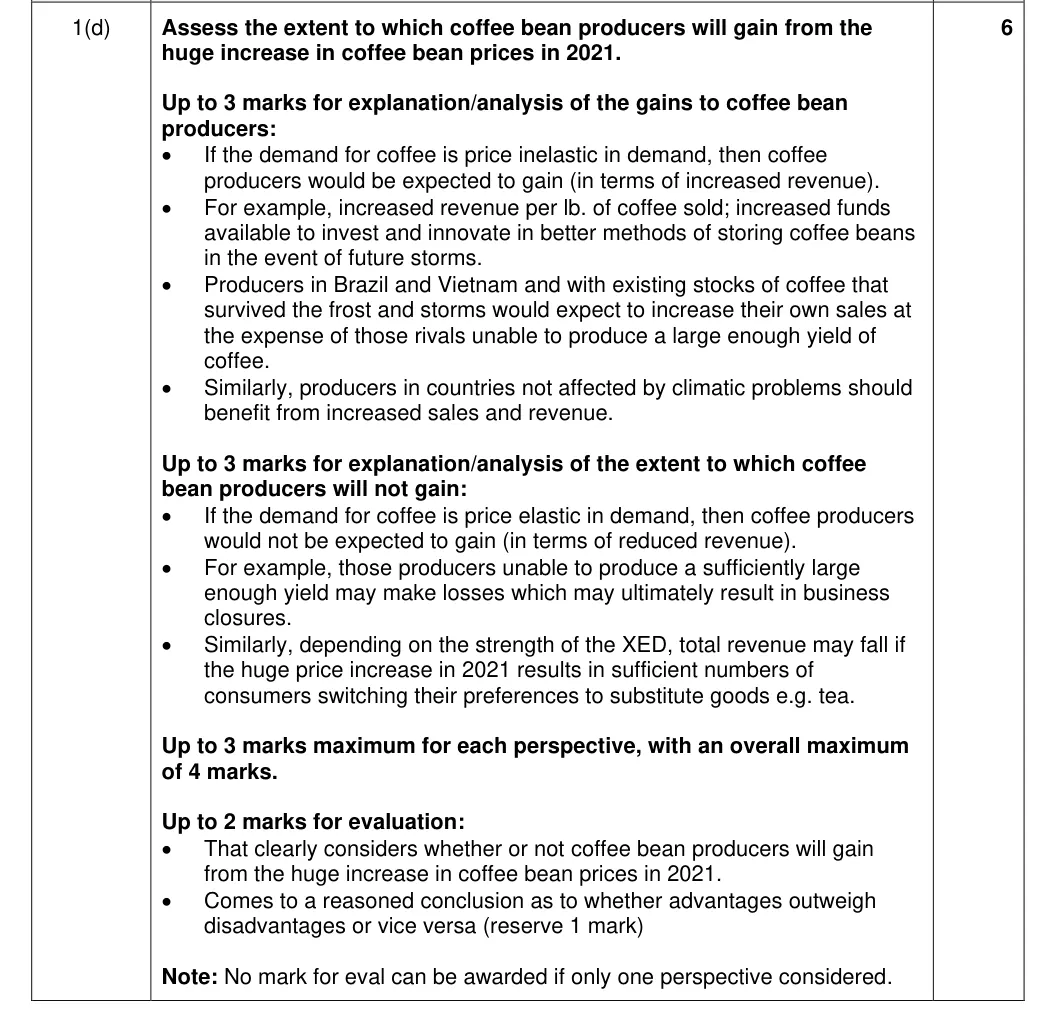 1(d) Assess the extent to which coffee bean producers will gain from the 6
huge increase in coffee bean prices in 2021.
Up to 3 marks for explanation/analysis of the gains to coffee bean
producers:
• If the demand for coffee is price inelastic in demand, then coffee
producers would be expected to gain (in terms of increased revenue).
• For example, increased revenue per lb. of coffee sold; increased funds
available to invest and innovate in better methods of storing coffee beans
in the event of future storms.
• Producers in Brazil and Vietnam and with existing stocks of coffee that
survived the frost and storms would expect to increase their own sales at
the expense of those rivals unable to produce a large enough yield of
coffee.
• Similarly, producers in countries not affected by climatic problems should
benefit from increased sales and revenue.
Up to 3 marks for explanation/analysis of the extent to which coffee
bean producers will not gain:
• If the demand for coffee is price elastic in demand, then coffee producers
would not be expected to gain (in terms of reduced revenue).
• For example, those producers unable to produce a sufficiently large
enough yield may make losses which may ultimately result in business
closures.
• Similarly, depending on the strength of the XED, total revenue may fall if
the huge price increase in 2021 results in sufficient numbers of
consumers switching their preferences to substitute goods e.g. tea.
Up to 3 marks maximum for each perspective, with an overall maximum
of 4 marks.
Up to 2 marks for evaluation:
• That clearly considers whether or not coffee bean producers will gain
from the huge increase in coffee bean prices in 2021.
• Comes to a reasoned conclusion as to whether advantages outweigh
disadvantages or vice versa (reserve 1 mark)
Note: No mark for eval can be awarded if only one perspective considered.